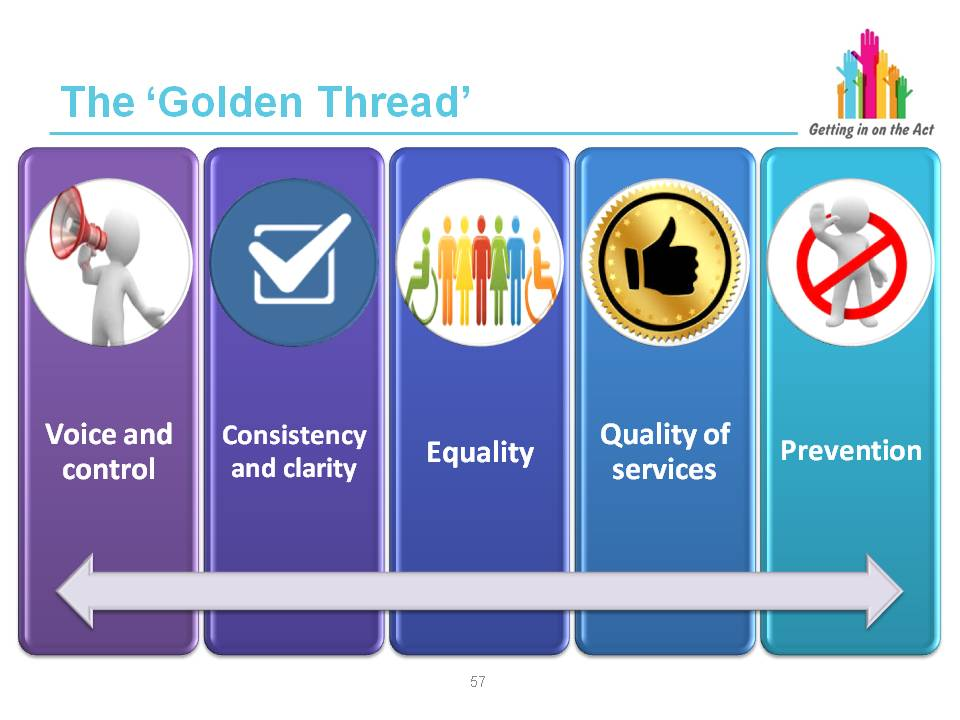 The ‘Golden Thread’
Getting in on the Act
Voice and
control
Consistency
and clarity
Equality
Quality of
services
Prevention
57